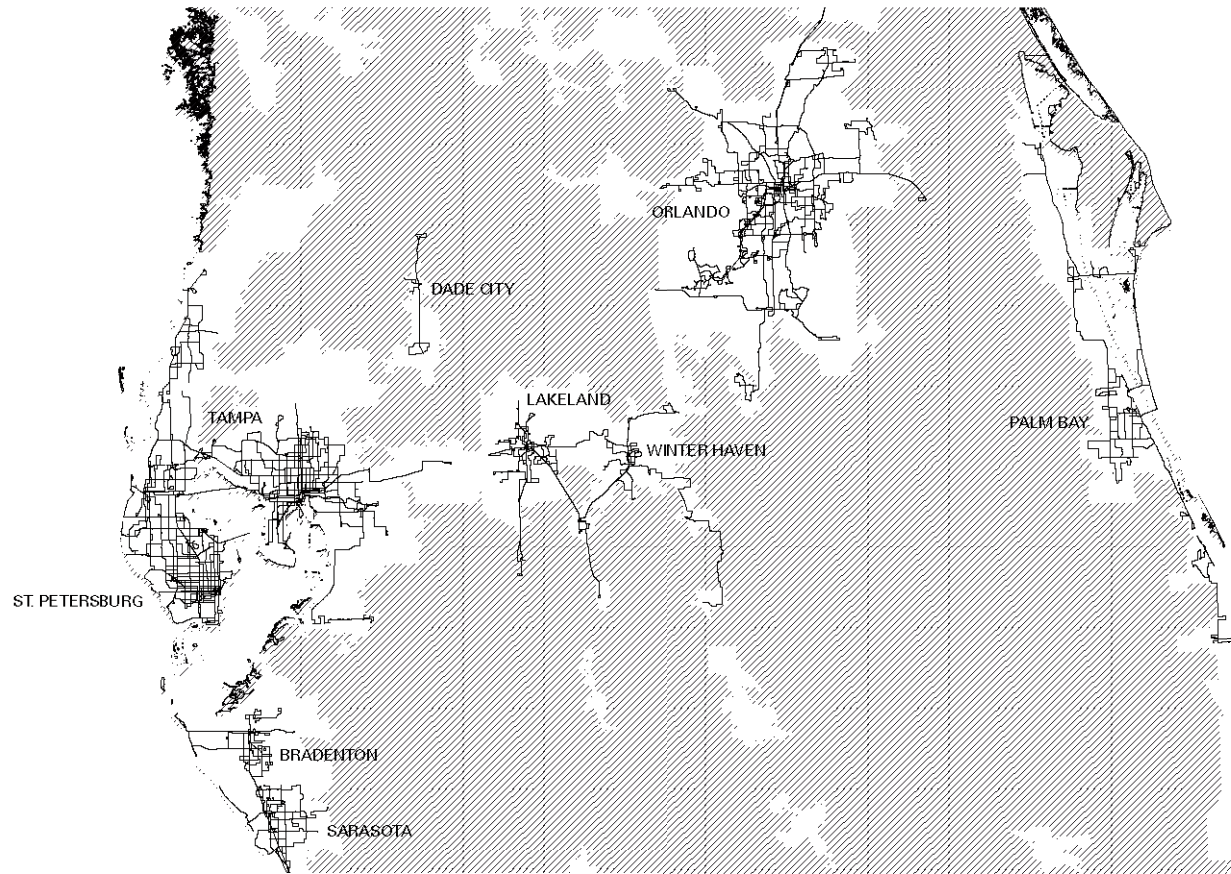 ORLANDO
DADE CITY
LAKELAND
TAMPA
PALM BAY
WINTER HAVEN
ST. PETERSBURG
BRADENTON
SARASOTA